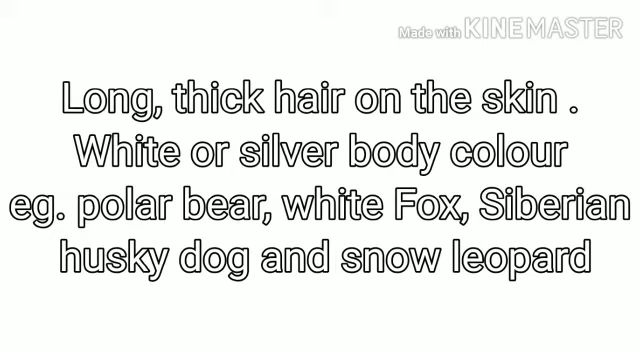 Made with KINEMASTER
Long, thick hair on the skin .
White or silver body colour
eg. polar bear, white Fox, Siberian
husky dog and snow leopard